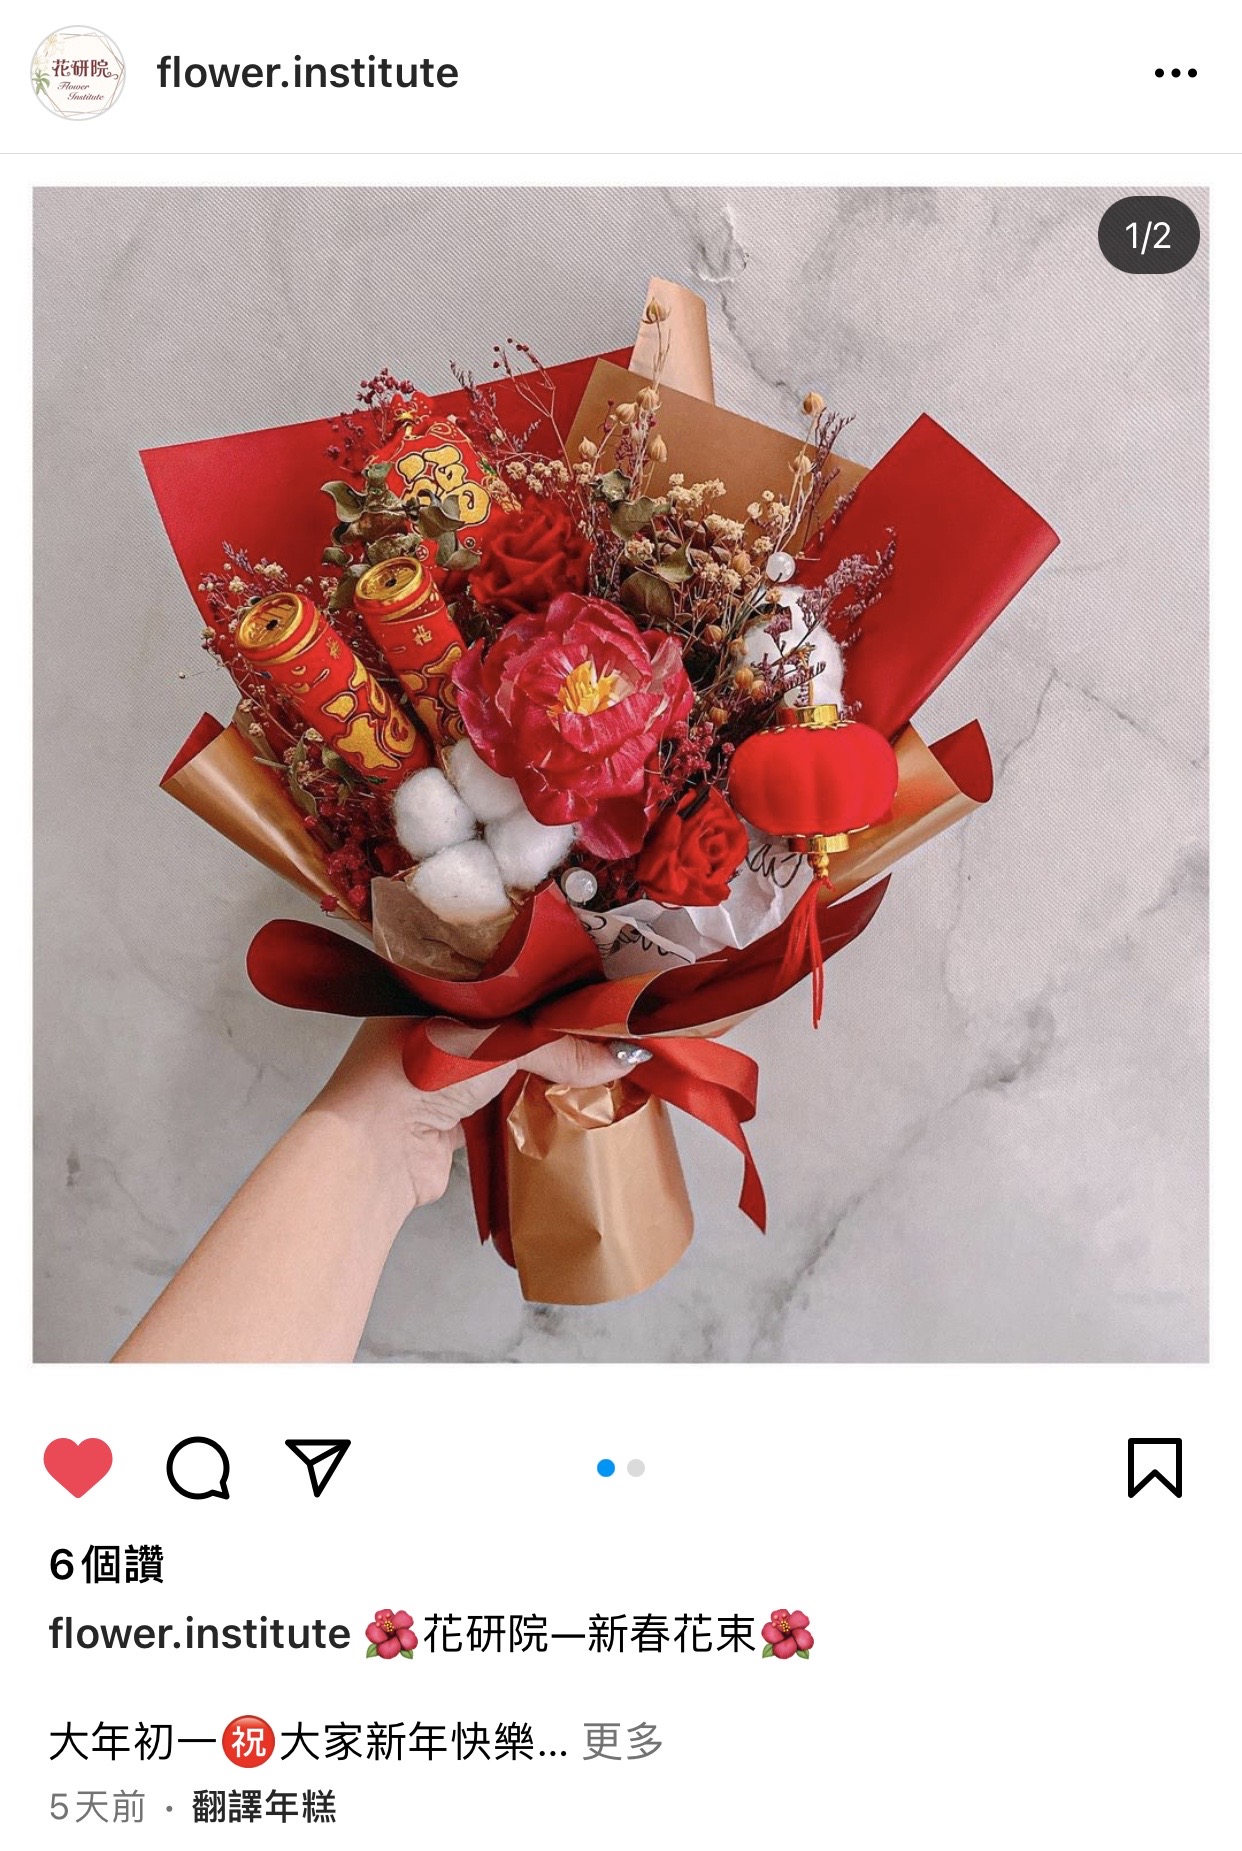 花研院
Flower
Institute
flower.institute
1/2
福
福
6個讚
flower.institute 🌺花研院—新春花束🌺
大年初一㊗️大家新年快樂... 更多
5天前 · 翻譯年糕